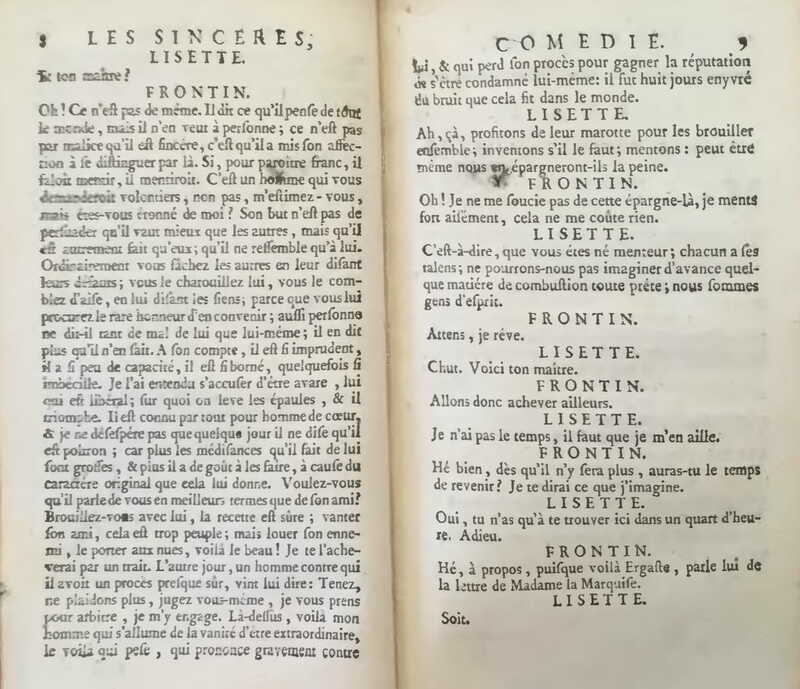 8 LES SINCERES,
LISETTE.
Et ton maître?
FRONTIN.
Oh! Ce n'est pas de même. Il dit ce qu'il pense de tout
le monde, mais il n'en veut à personne; ce n'est pas
par malice qu'il est sincére, c'est qu'il a mis son affec-
tion à se distinguer par là. Si, pour paroître franc, il
faloit mentir, il mentiroit. C'est un homme qui vous
demanderoit volontiers, non pas, m'estimez-vous,
mais étes-vous étonné de moi? Son but n'est pas de
persuader qu'il vaut mieux que les autres, mais qu'il
est autrement fait qu'eux; qu'il ne ressemble qu'à lui.
Ordinairement vous fâchez les autres en leur disant
leurs défauts; vous le chatouillez lui, vous le com-
blez d'aise, en lui disant les siens; parce que vous lui
procurez le rare honneur d'en convenir; aussi personne
ne dit-il tant de mal de lui que lui-méme; il en dit
plus qu'il n'en sait. A son compte, il est si imprudent,
il a si peu de capacité, il est si borné, quelquefois si
imbécille. Je l'ai entendu s'accuser d'être avare, lui
qui est libéral; sur quoi on leve les épaules, & il
triomphe. Il est connu par tout pour homme de cœur,
& je ne désespére pas que quelque jour il ne dise qu'il
est poltron; car plus les médisances qu'il fait de lui
sont grosses, & plus il a de goût à les faire, à cause du
caractére original que cela lui donne. Voulez-vous
qu'il parle de vous en meilleurs termes que de son ami?
Brouillez-vous avec lui, la recette est sûre; vanter
son ami, cela est trop peuple; mais louer son enne-
mi, le porter aux nues, voilà le beau! Je te l'ache-
verai par un trait. L'autre jour, un homme contre qui
il avoit un procès presque sûr, vint lui dire: Tenez,
ne plaidons plus, jugez vous-méme, je vous prens
pour arbitre, je m'y engage. Là-dessus, voilà mon
homme qui s'allume de la vanité d'être extraordinaire,
le voilà qui pese, qui prononce gravement contre
COMEDIE. 9
lui, & qui perd son procès pour gagner la réputation
de s'être condamné lui-même: il fut huit jours enyvré
du bruit que cela fit dans le monde.
LISETTE.
Ah, çà, profitons de leur marotte pour les brouiller
ensemble; inventons s'il le faut; mentons: peut étre
méme nous en épargneront-ils la peine.
FRONTIN.
Oh! Je ne me soucie pas de cette épargne-là, je ments
fort aisément, cela ne me coûte rien.
LISETTE.
C'est-à-dire, que vous étes né menteur; chacun a ses
talens; ne pourrons-nous pas imaginer d'avance quel-
que matiére de combustion toute prête; nous sommes
gens d'esprit.
FRONTIN.
Attens, je réve.
LISETTE.
Chut. Voici ton maître.
FRONTIN.
Allons donc achever ailleurs.
LISETTE.
Je n'ai pas le temps, il faut que je m'en aille.
FRONTIN.
Hé bien, dès qu'il n'y sera plus, auras-tu le temps
de revenir? Je te dirai ce que j'imagine.
LISETTE.
Oui, tu n'as qu'à te trouver ici dans un quart d'heu-
re. Adieu.
FRONTIN.
Hé, à propos, puisque voilà Ergaste, parle lui de
la lettre de Madame la Marquise.
LISETTE.
Soit.